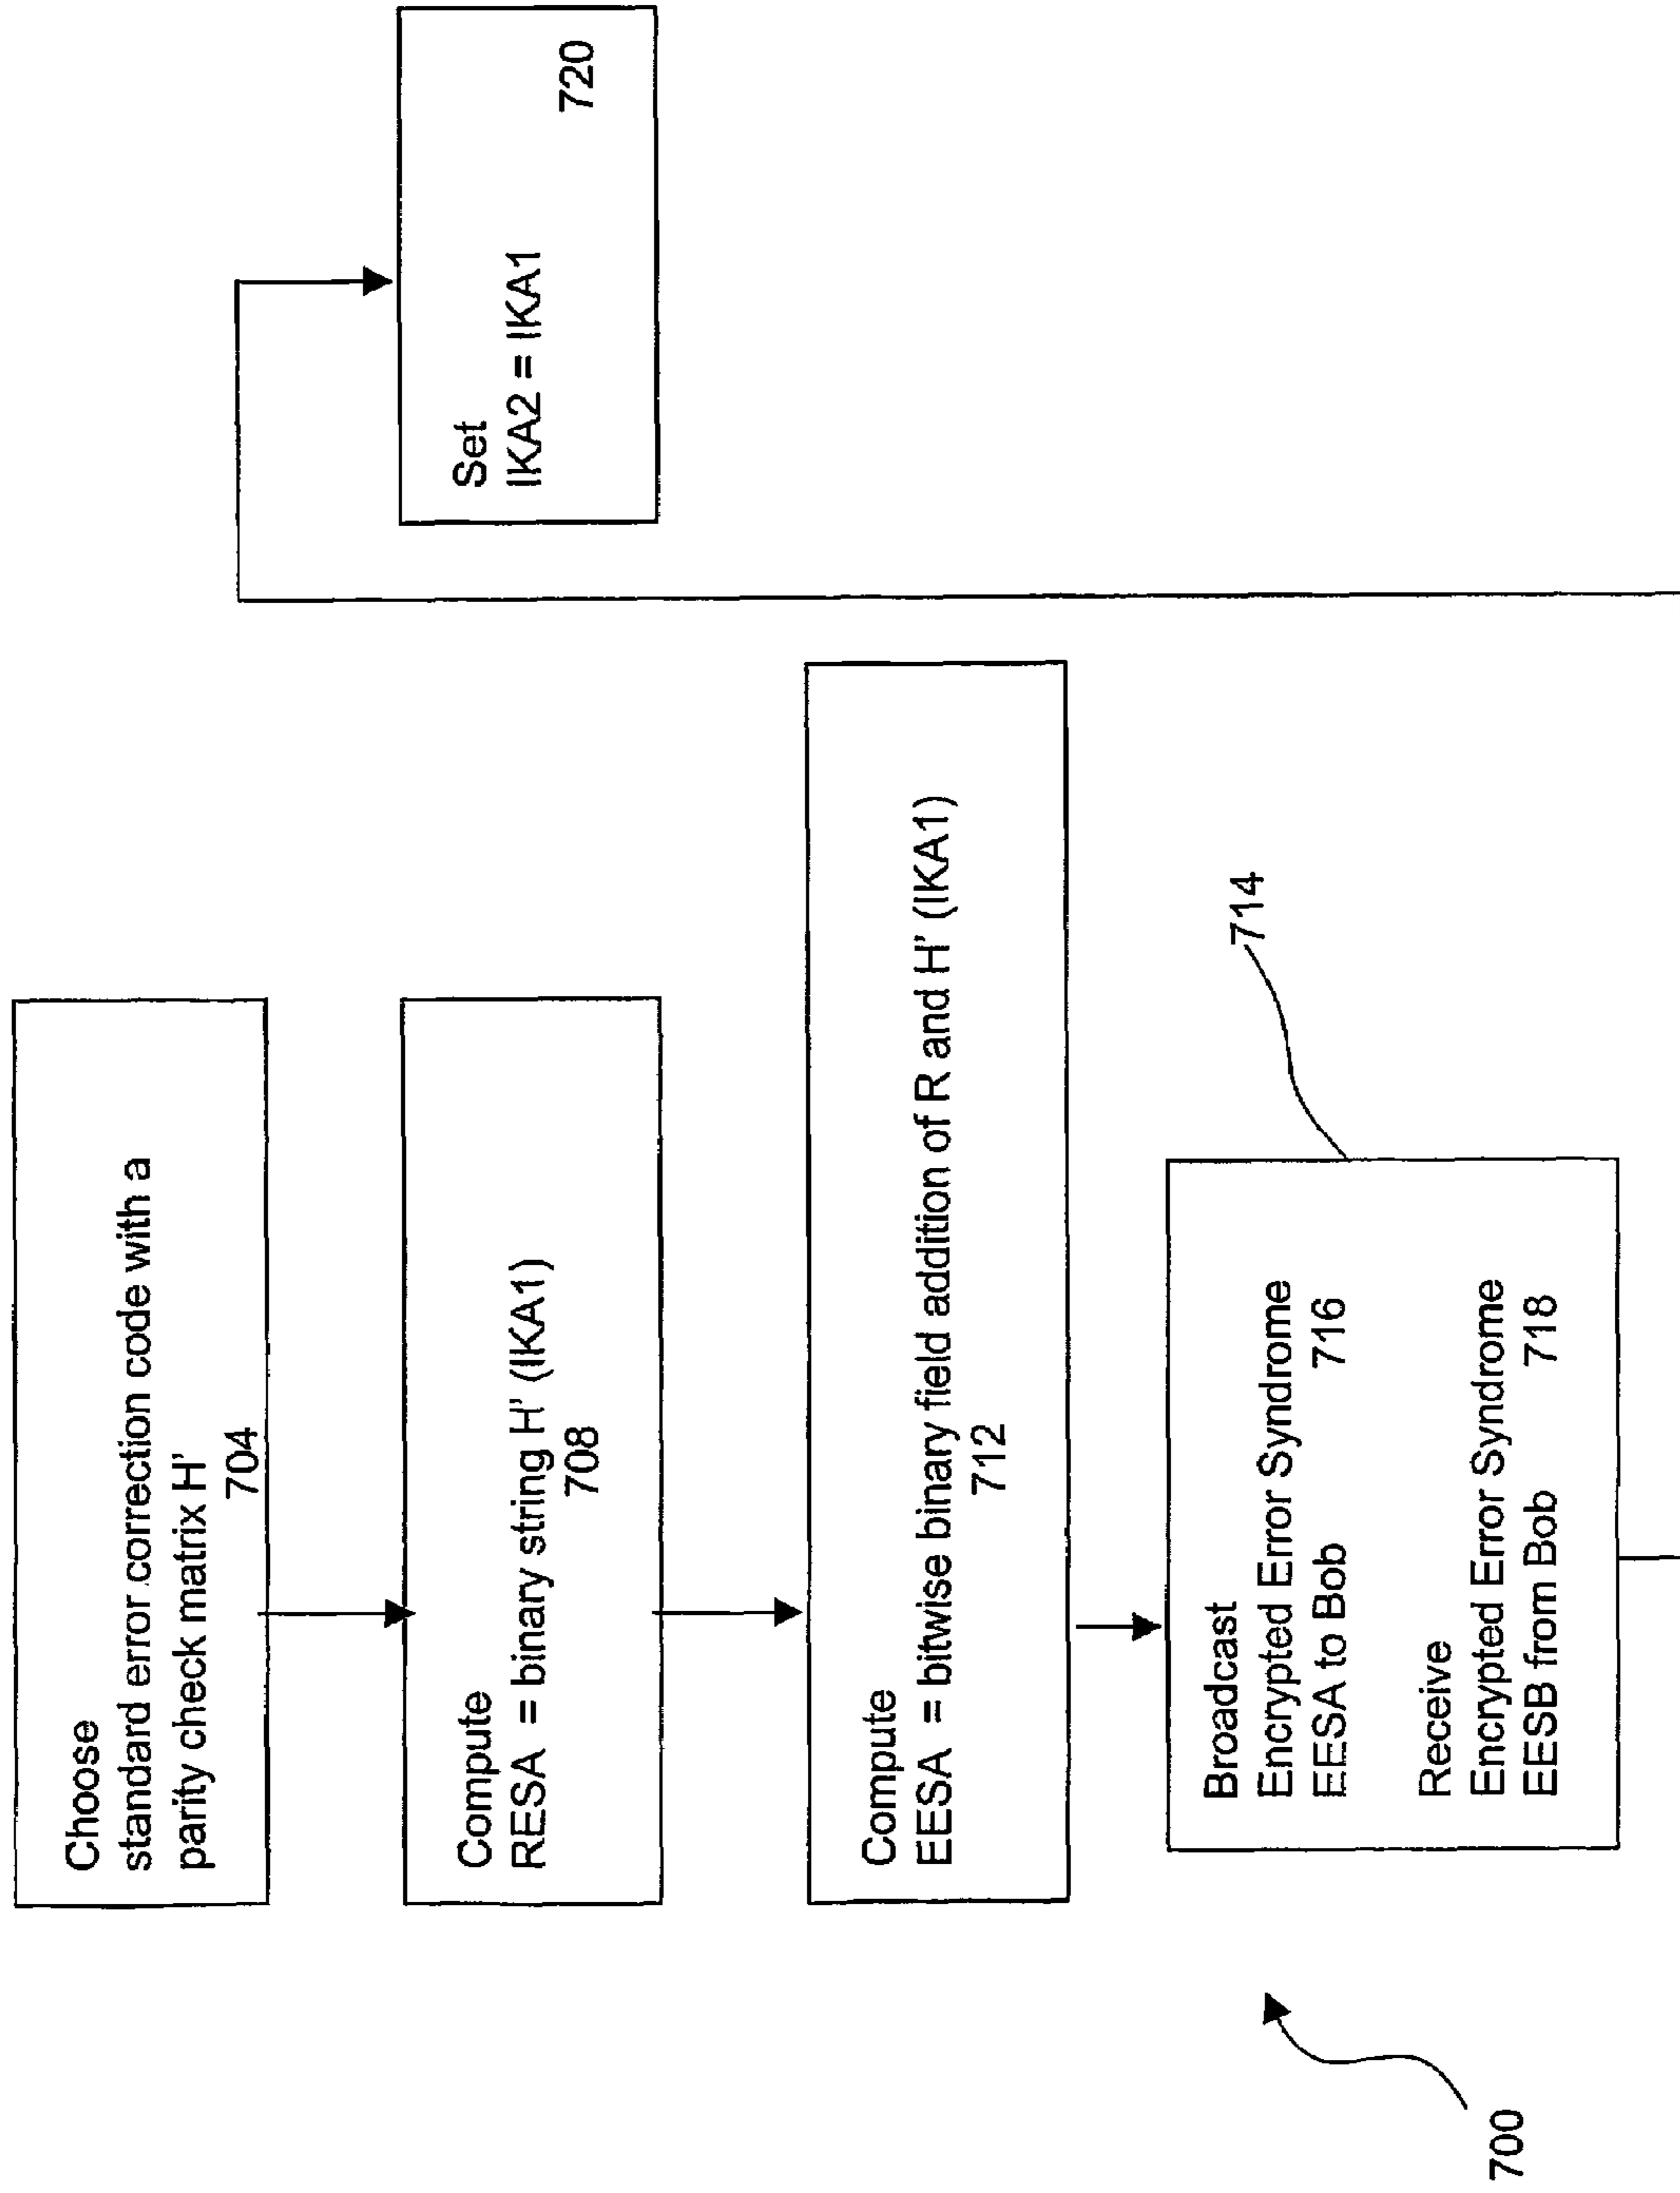 Choose
standard error correction code with a
parity check matrix H'
704
Compute
RESA = binary string H' (IKA1)
708
Compute
EESA = bitwise binary field addition of R and H' (IKA1)
712
Broadcast
Encrypted Error Syndrome
EESA to Bob 716
Receive
Encrypted Error Syndrome
EESB from Bob 718
714
Set
IKA2 = IKA1
720
700